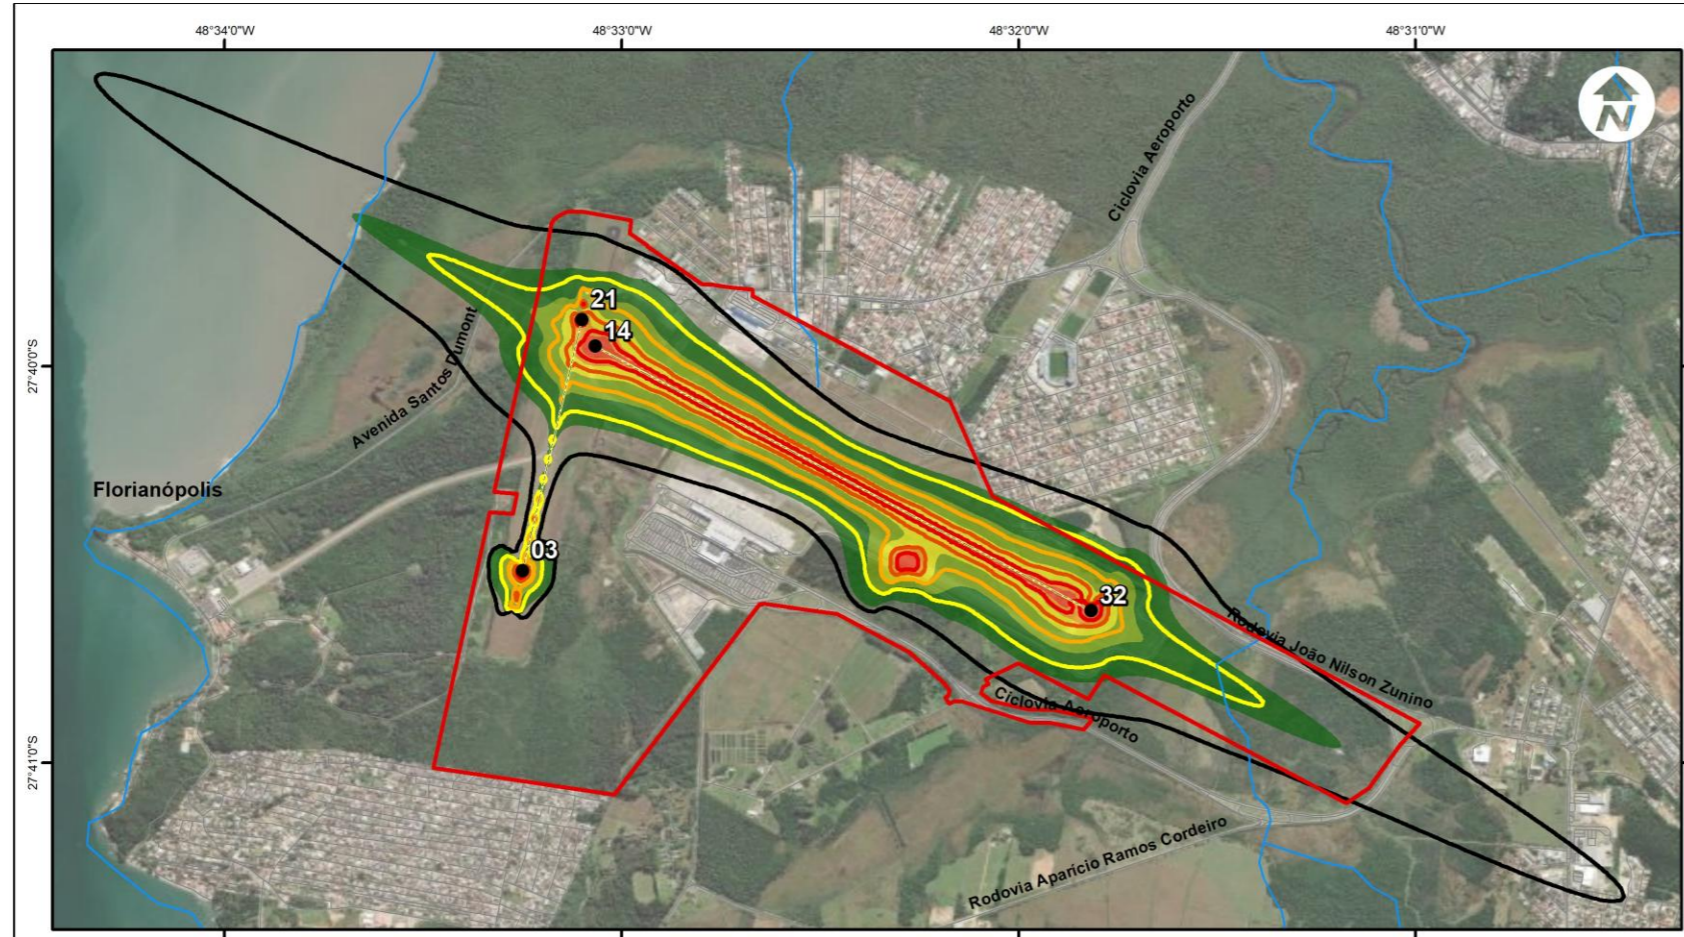 48°34'0"W
48°33'0"W
48°32'0"W
48°31'0"W
N
Ciclovia Aeroporto
21
14
27°40'0"S
Avenida Santos Dumont
Florianópolis
03
32
Rodovia João Nilson Zunino
Ciclovia Aeroporto
27°41'0"S
Rodovia Aparício Ramos Cordeiro